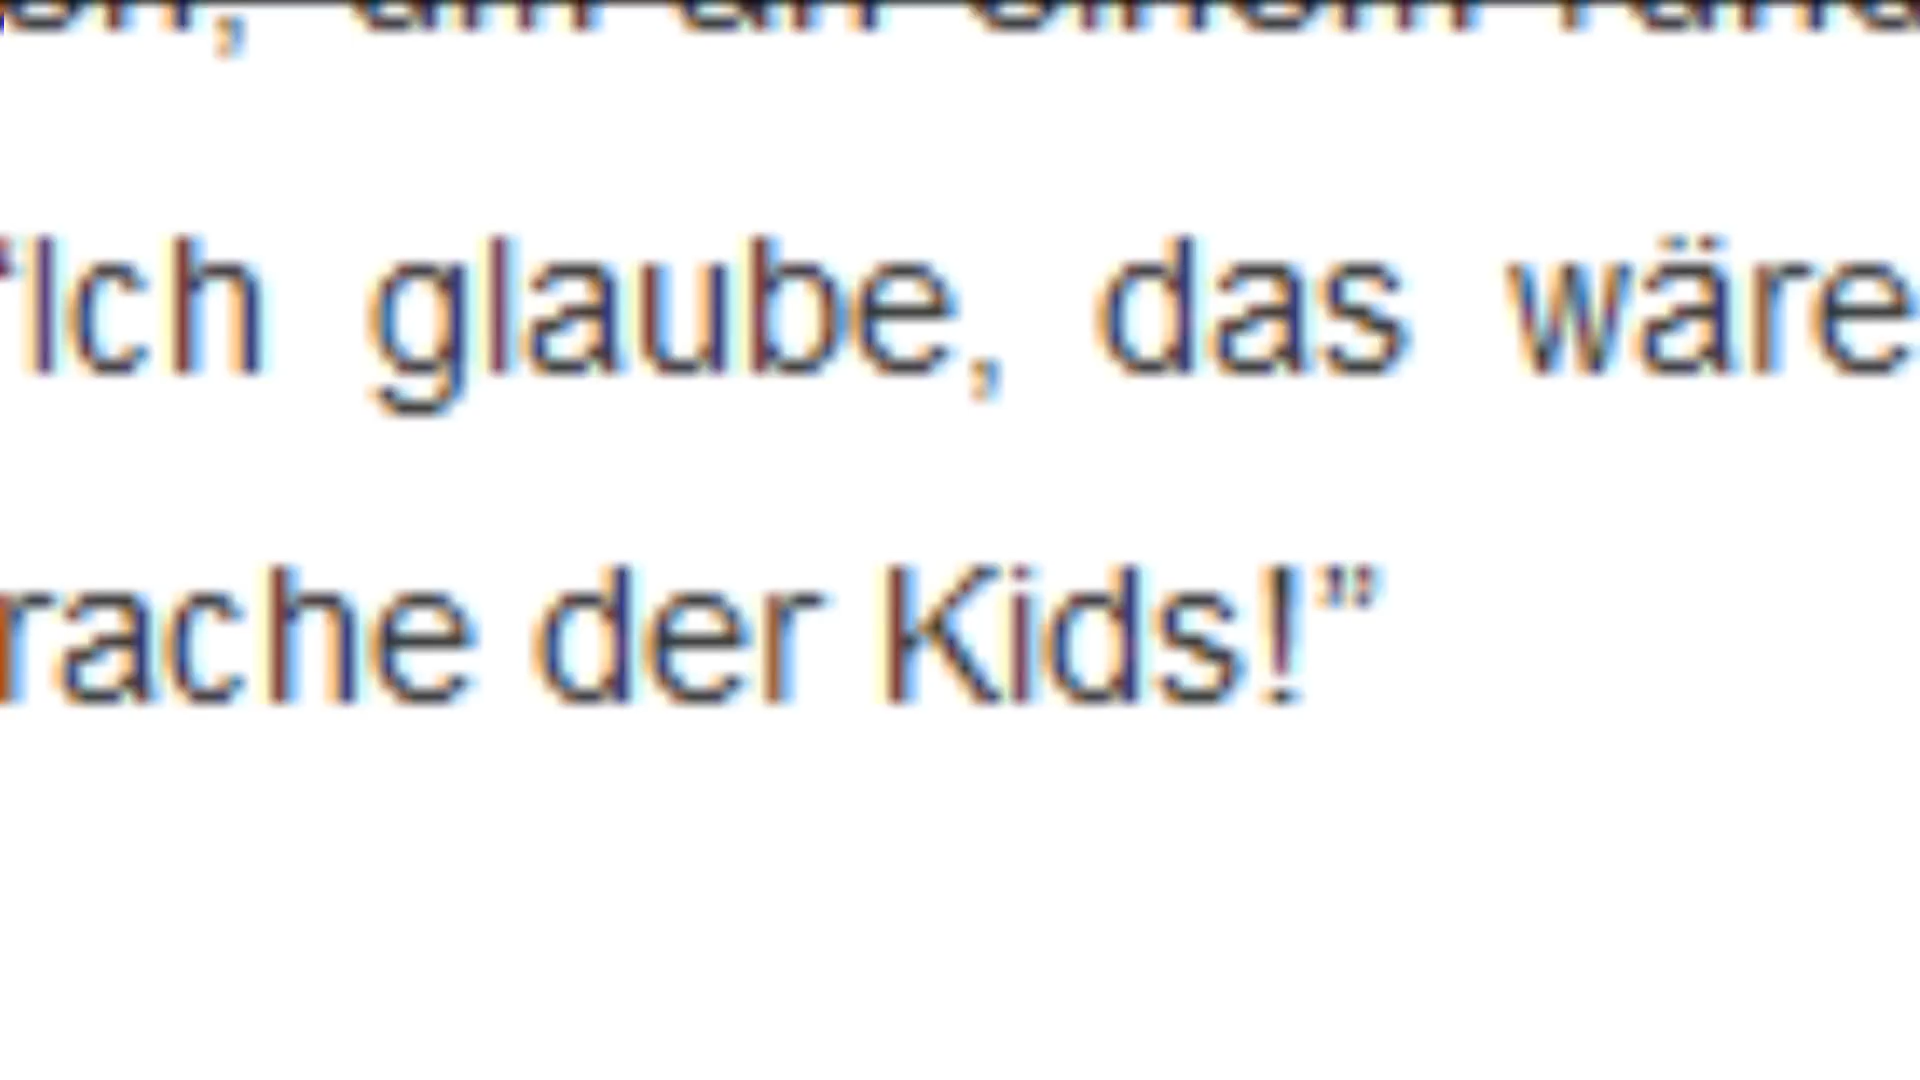 “Ich glaube, das wäre
rache der Kids!”